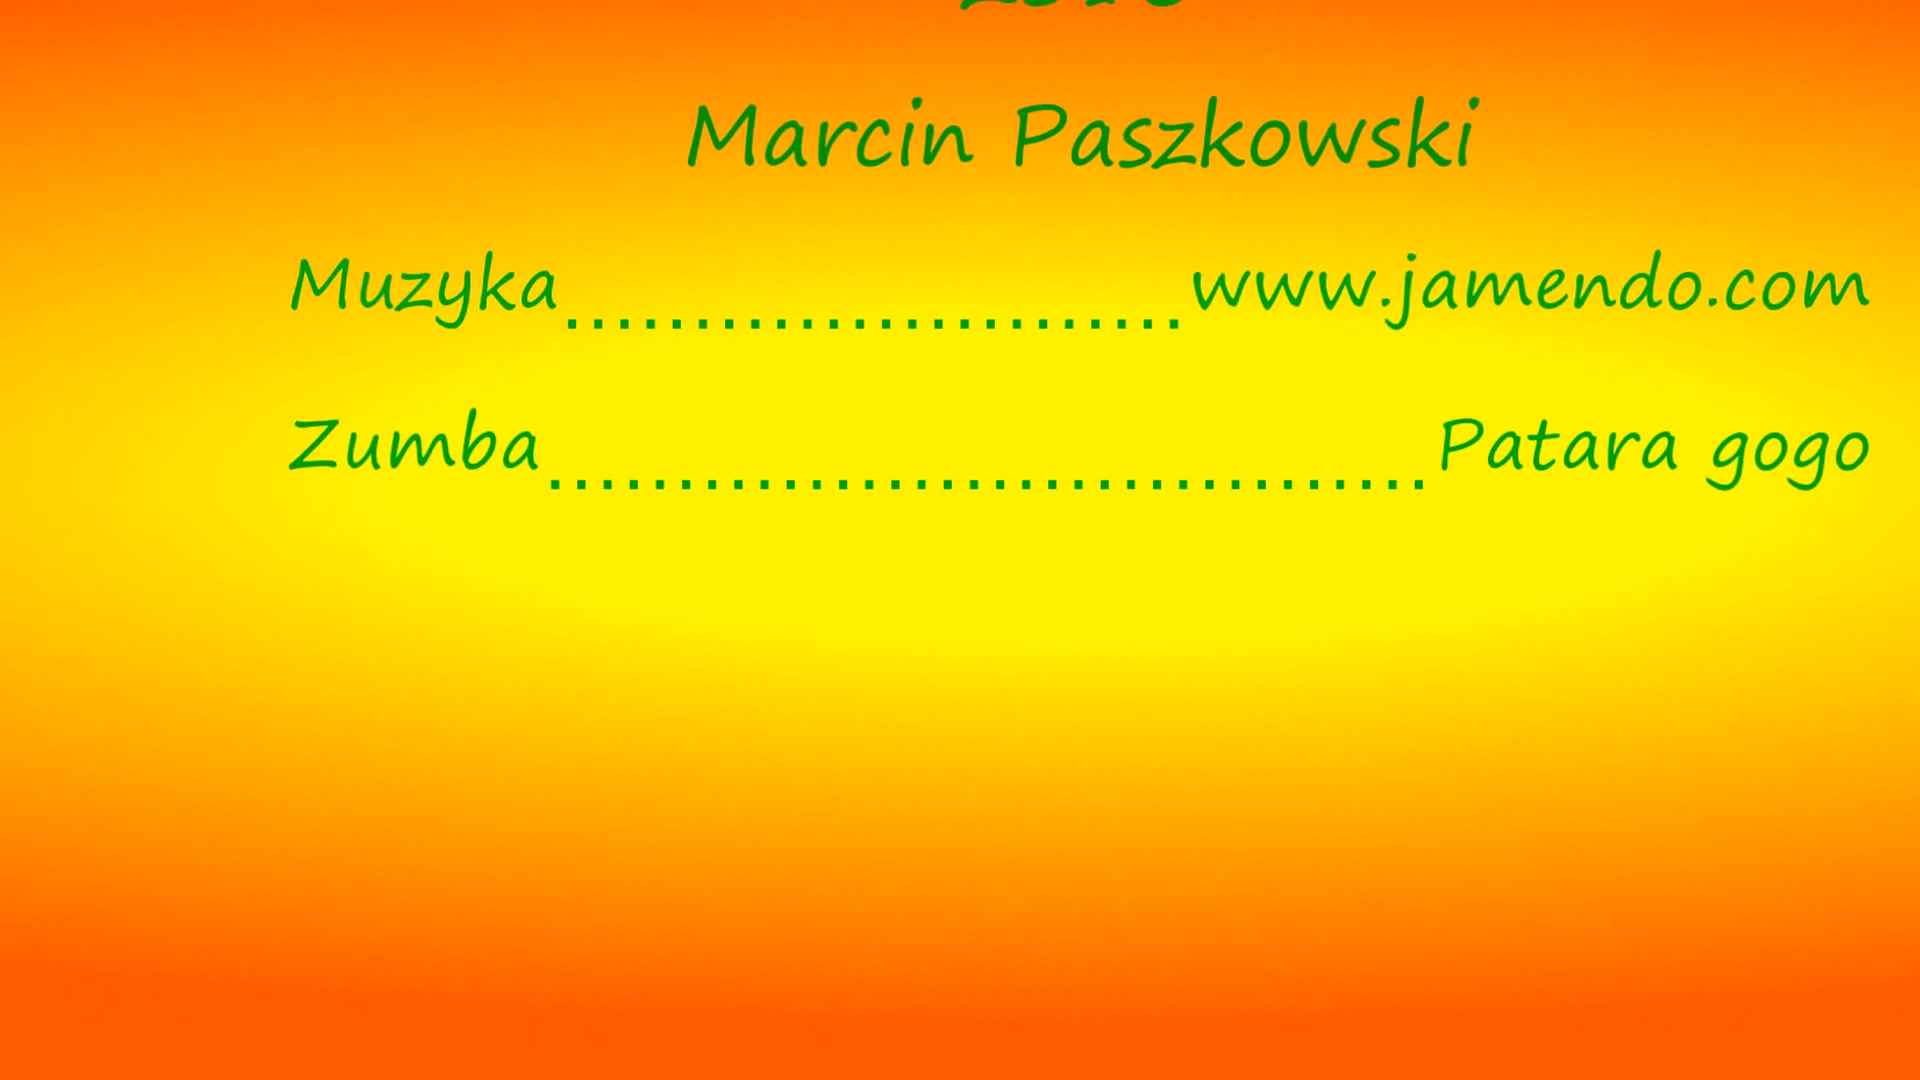 Marcin Paszkowski
Muzyka........................www.jamendo.com
Zumba..................................Patara gogo